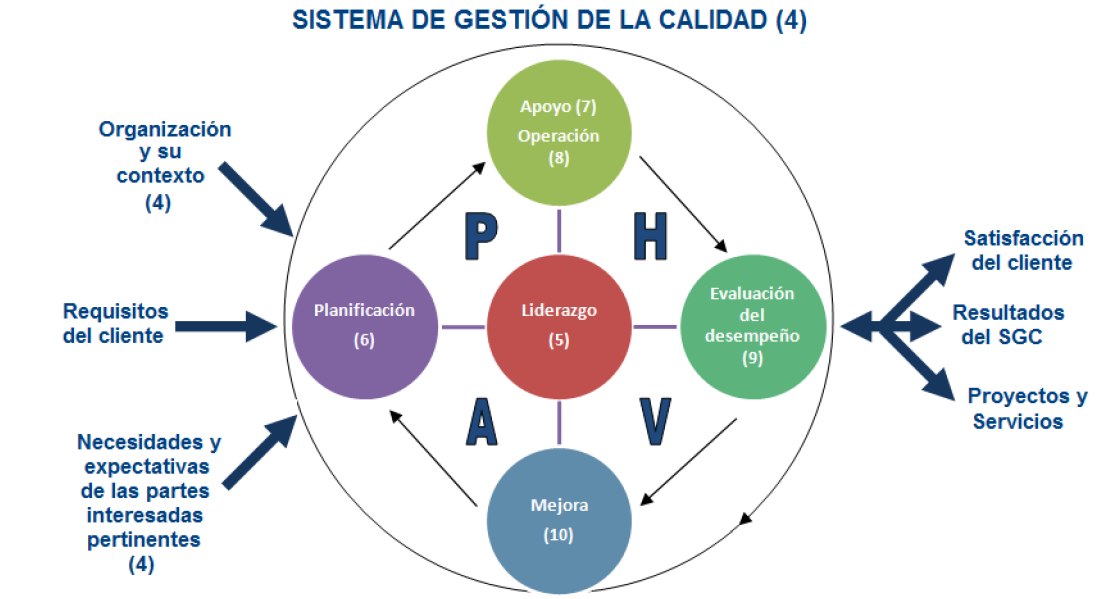 SISTEMA DE GESTIÓN DE LA CALIDAD (4)
Organización
y su
contexto
(4)
Requisitos
del cliente
Necesidades y
expectativas
de las partes
interesadas
pertinentes
(4)
Apoyo (7)
Operación
(8)
P
H
Planificación
(6)
Liderazgo
(5)
Evaluación
del
desempeño
(9)
A
V
Mejora
(10)
Satisfacción
del cliente
Resultados
del SGC
Proyectos y
Servicios